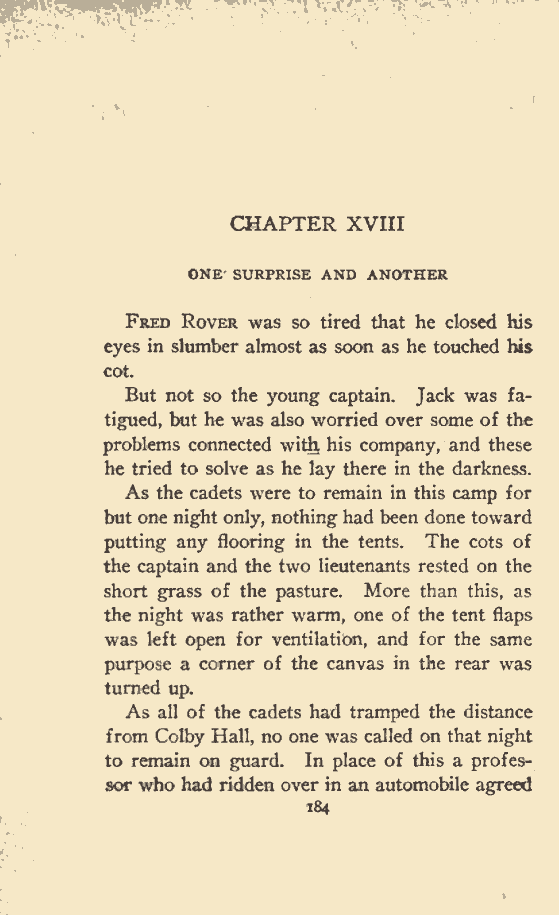 CHAPTER XVIII
ONE SURPRISE AND ANOTHER
FRED ROVER was so tired that he closed his
eyes in slumber almost as soon as he touched his
cot.
But not so the young captain. Jack was fa-
tigued, but he was also worried over some of the
problems connected with his company, and these
he tried to solve as he lay there in the darkness.
As the cadets were to remain in this camp for
but one night only, nothing had been done toward
putting any flooring in the tents. The cots of
the captain and the two lieutenants rested on the
short grass of the pasture. More than this, as
the night was rather warm, one of the tent flaps
was left open for ventilation, and for the same
purpose a corner of the canvas in the rear was
turned up.
As all of the cadets had tramped the distance
from Colby Hall, no one was called on that night
to remain on guard. In place of this a profes-
sor who had ridden over in an automobile agreed
184